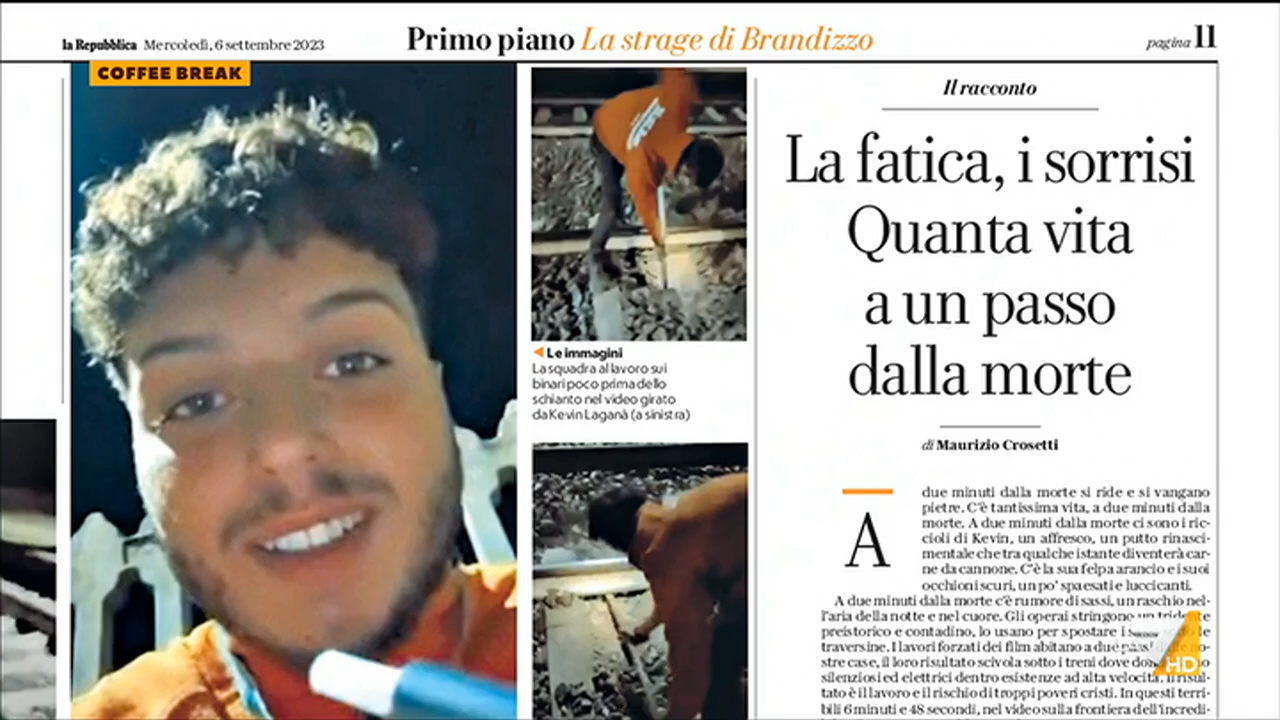 la Repubblica Mercoledì, 6 settembre 2023
Primo piano La strage di Brandizzo
pagina 11
COFFEE BREAK
Le immagini
La squadra al lavoro sui
binari poco prima dello
schianto nel video girato
da Kevin Laganà (a sinistra)
Il racconto
La fatica, i sorrisi
Quanta vita
a un passo
dalla morte
di Maurizio Crosetti
A
due minuti dalla morte si ride e si vangano
pietre. C'è tantissima vita, a due minuti dalla
morte. A due minuti dalla morte ci sono i ric-
cioli di Kevin, un affresco, un putto rinasci-
mentale che tra qualche istante diventerà car-
ne da cannone. C'è la sua felpa arancio e i suoi
occhioni scuri, un po' spaesati e luccicanti.
A due minuti dalla morte c'è rumore di sassi, un raschio nel-
l'aria della notte e nel cuore. Gli operai stringono un tridente
preistorico e contadino, lo usano per spostare i
traversine. I lavori forzati dei film abitano a due passi
stre case, il loro risultato scivola sotto i treni dove
silenziosi ed elettrici dentro esistenze ad alta velocità.
tato è il lavoro e il rischio di troppi poveri cristi. In questi terri-
bili 6 minuti e 48 secondi, nel video sulla frontiera dell'incredi-
HD